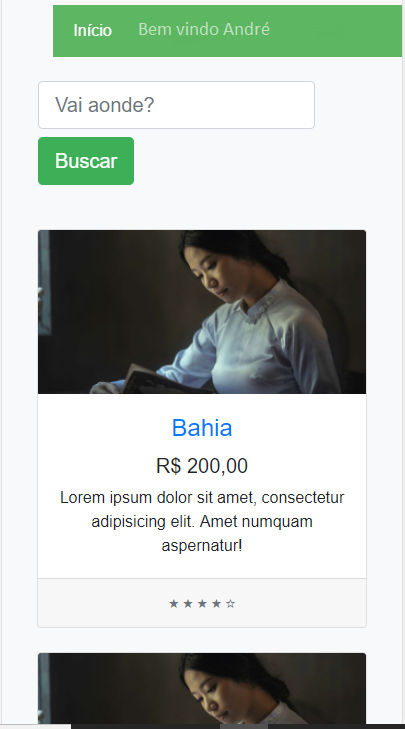 Início Bem vindo André
Vai aonde?
Buscar
Bahia
R$ 200,00
Lorem ipsum dolor sit amet, consectetur
adipisicing elit. Amet numquam
aspernatur!
★ ★ ★ ★ ☆